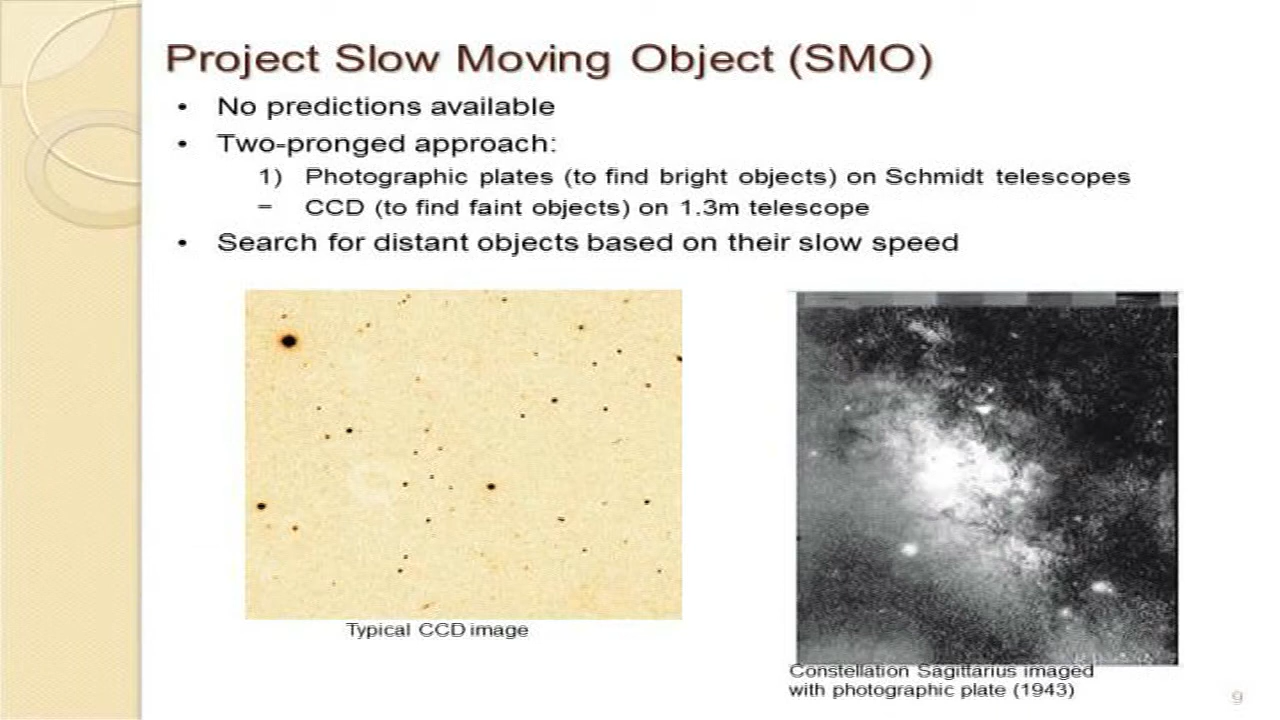 Project Slow Moving Object (SMO)
• No predictions available
• Two-pronged approach:
1) Photographic plates (to find bright objects) on Schmidt telescopes
= CCD (to find faint objects) on 1.3m telescope
• Search for distant objects based on their slow speed
Typical CCD image
Constellation Sagittarius imaged
with photographic plate (1943)
9